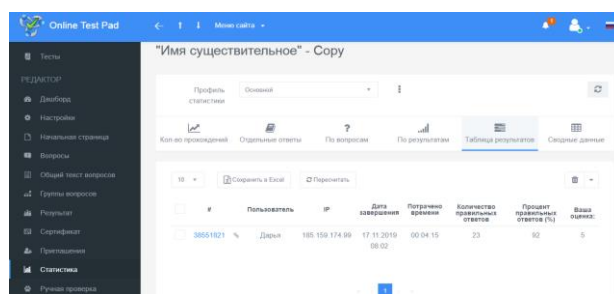 Online Test Pad
Меню сайта
Тесты
РЕДАКТОР
Дашборд
Настройки
Начальная страница
Вопросы
Общий текст вопросов
Группы вопросов
Результат
Сертификат
Приглашения
Статистика
Ручная проверка
"Имя существительное" - Copy
Профиль статистики
Основной
Кол-во прохождений
Отдельные ответы
По вопросам
По результатам
Таблица результатов
Сводные данные
10
Сохранить в Excel
Пересчитать
# Пользователь IP Дата завершения Потрачено времени Количество правильных ответов Процент правильных ответов (%) Ваша оценка:
38551821 Дарья 185.159.174.99 17.11.2019 08:02 00:04:15 23 92 5
1